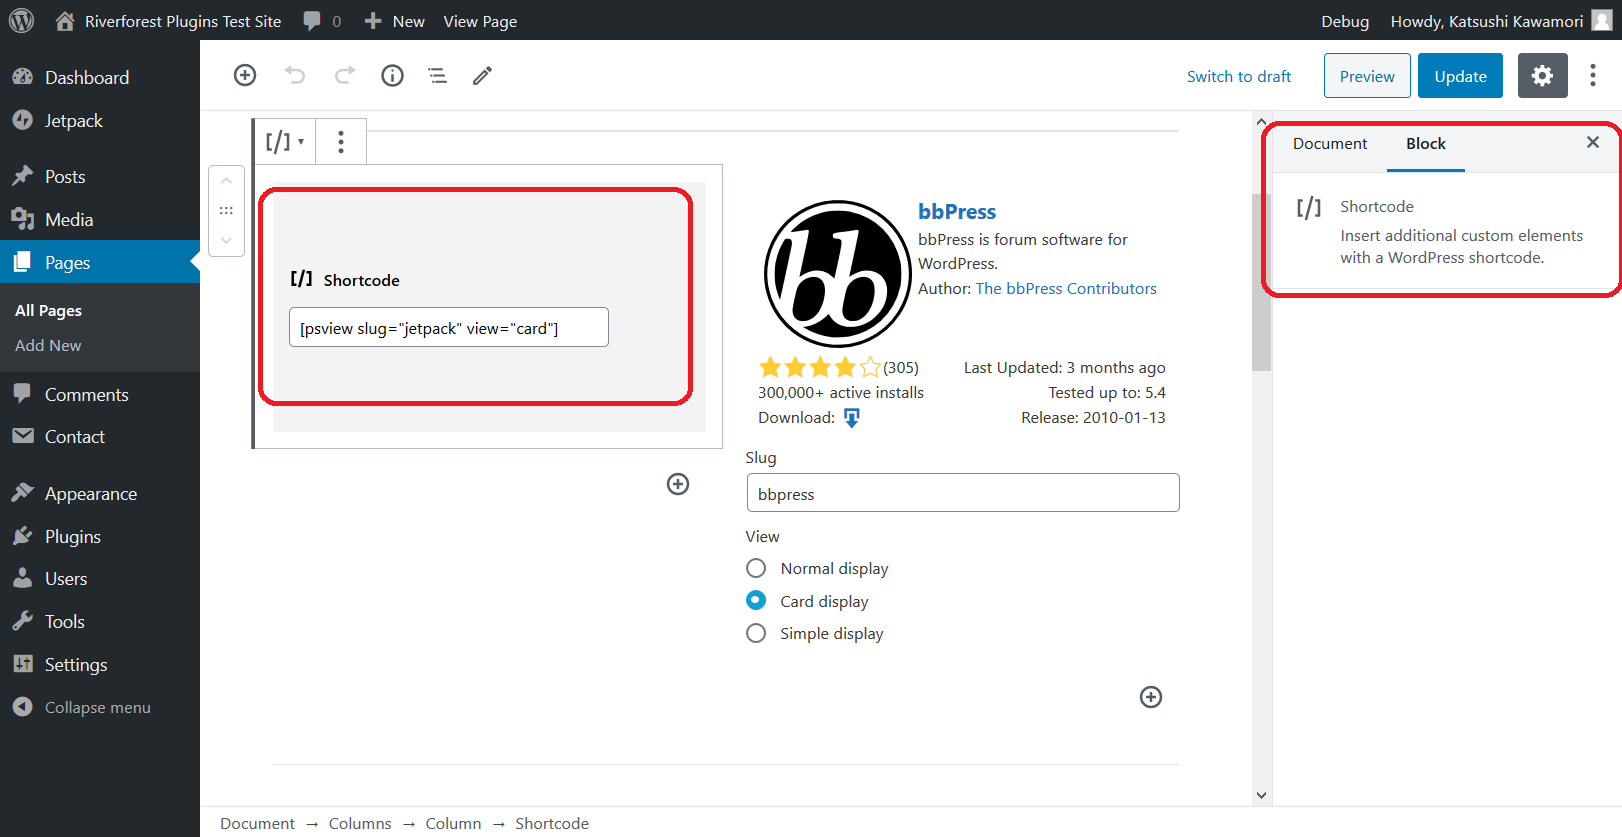 Riverforest Plugins Test Site
0
New
View Page
Debug
Howdy, Katsushi Kawamori
Dashboard
Jetpack
Posts
Media
Pages
All Pages
Add New
Comments
Contact
Appearance
Plugins
Users
Tools
Settings
Collapse menu
Switch to draft
Preview
Update
[/]
[/] Shortcode
[psview slug="jetpack" view="card"]
bb
bbPress
bbPress is forum software for
WordPress.
Author: The bbPress Contributors
(305)
Last Updated: 3 months ago
300,000+ active installs
Tested up to: 5.4
Download:
Release: 2010-01-13
Slug
bbpress
View
Normal display
Card display
Simple display
Document
Block
[/] Shortcode
Insert additional custom elements
with a WordPress shortcode.
Document → Columns → Column → Shortcode